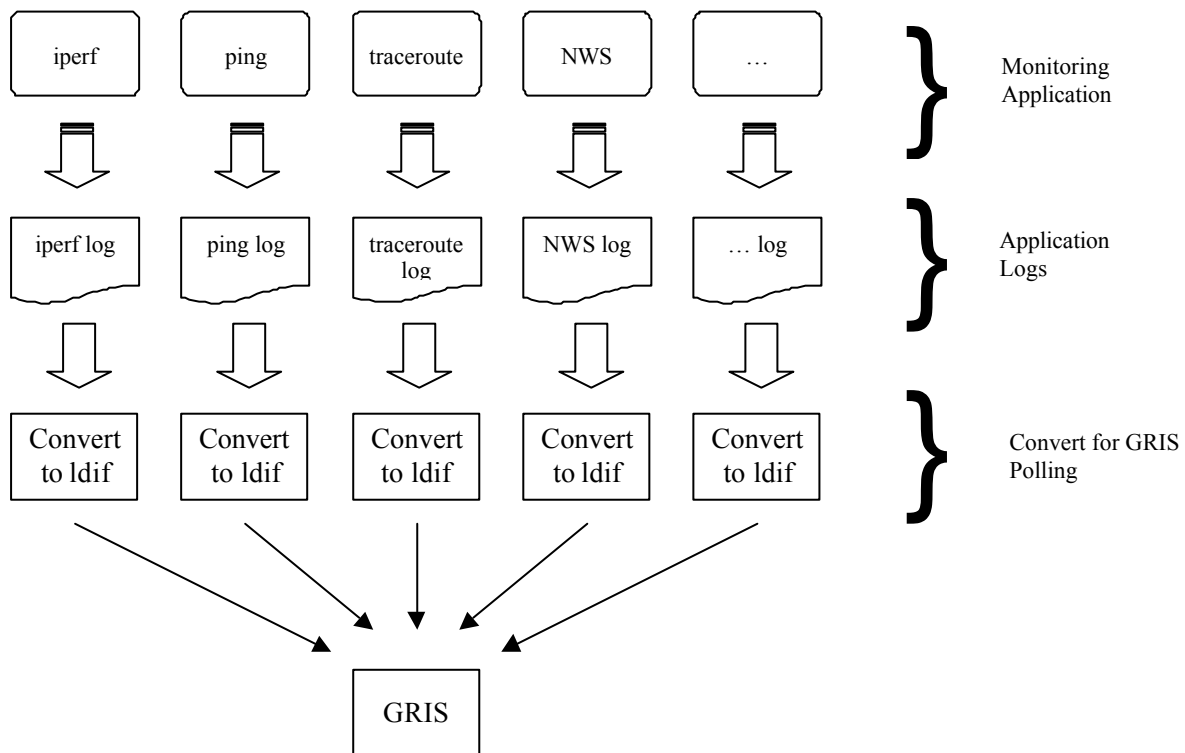 iperf
ping
traceroute
NWS
…
Monitoring
Application
iperf log
ping log
traceroute
log
NWS log
… log
Application
Logs
Convert
to ldif
Convert
to ldif
Convert
to ldif
Convert
to ldif
Convert
to ldif
Convert for GRIS
Polling
GRIS